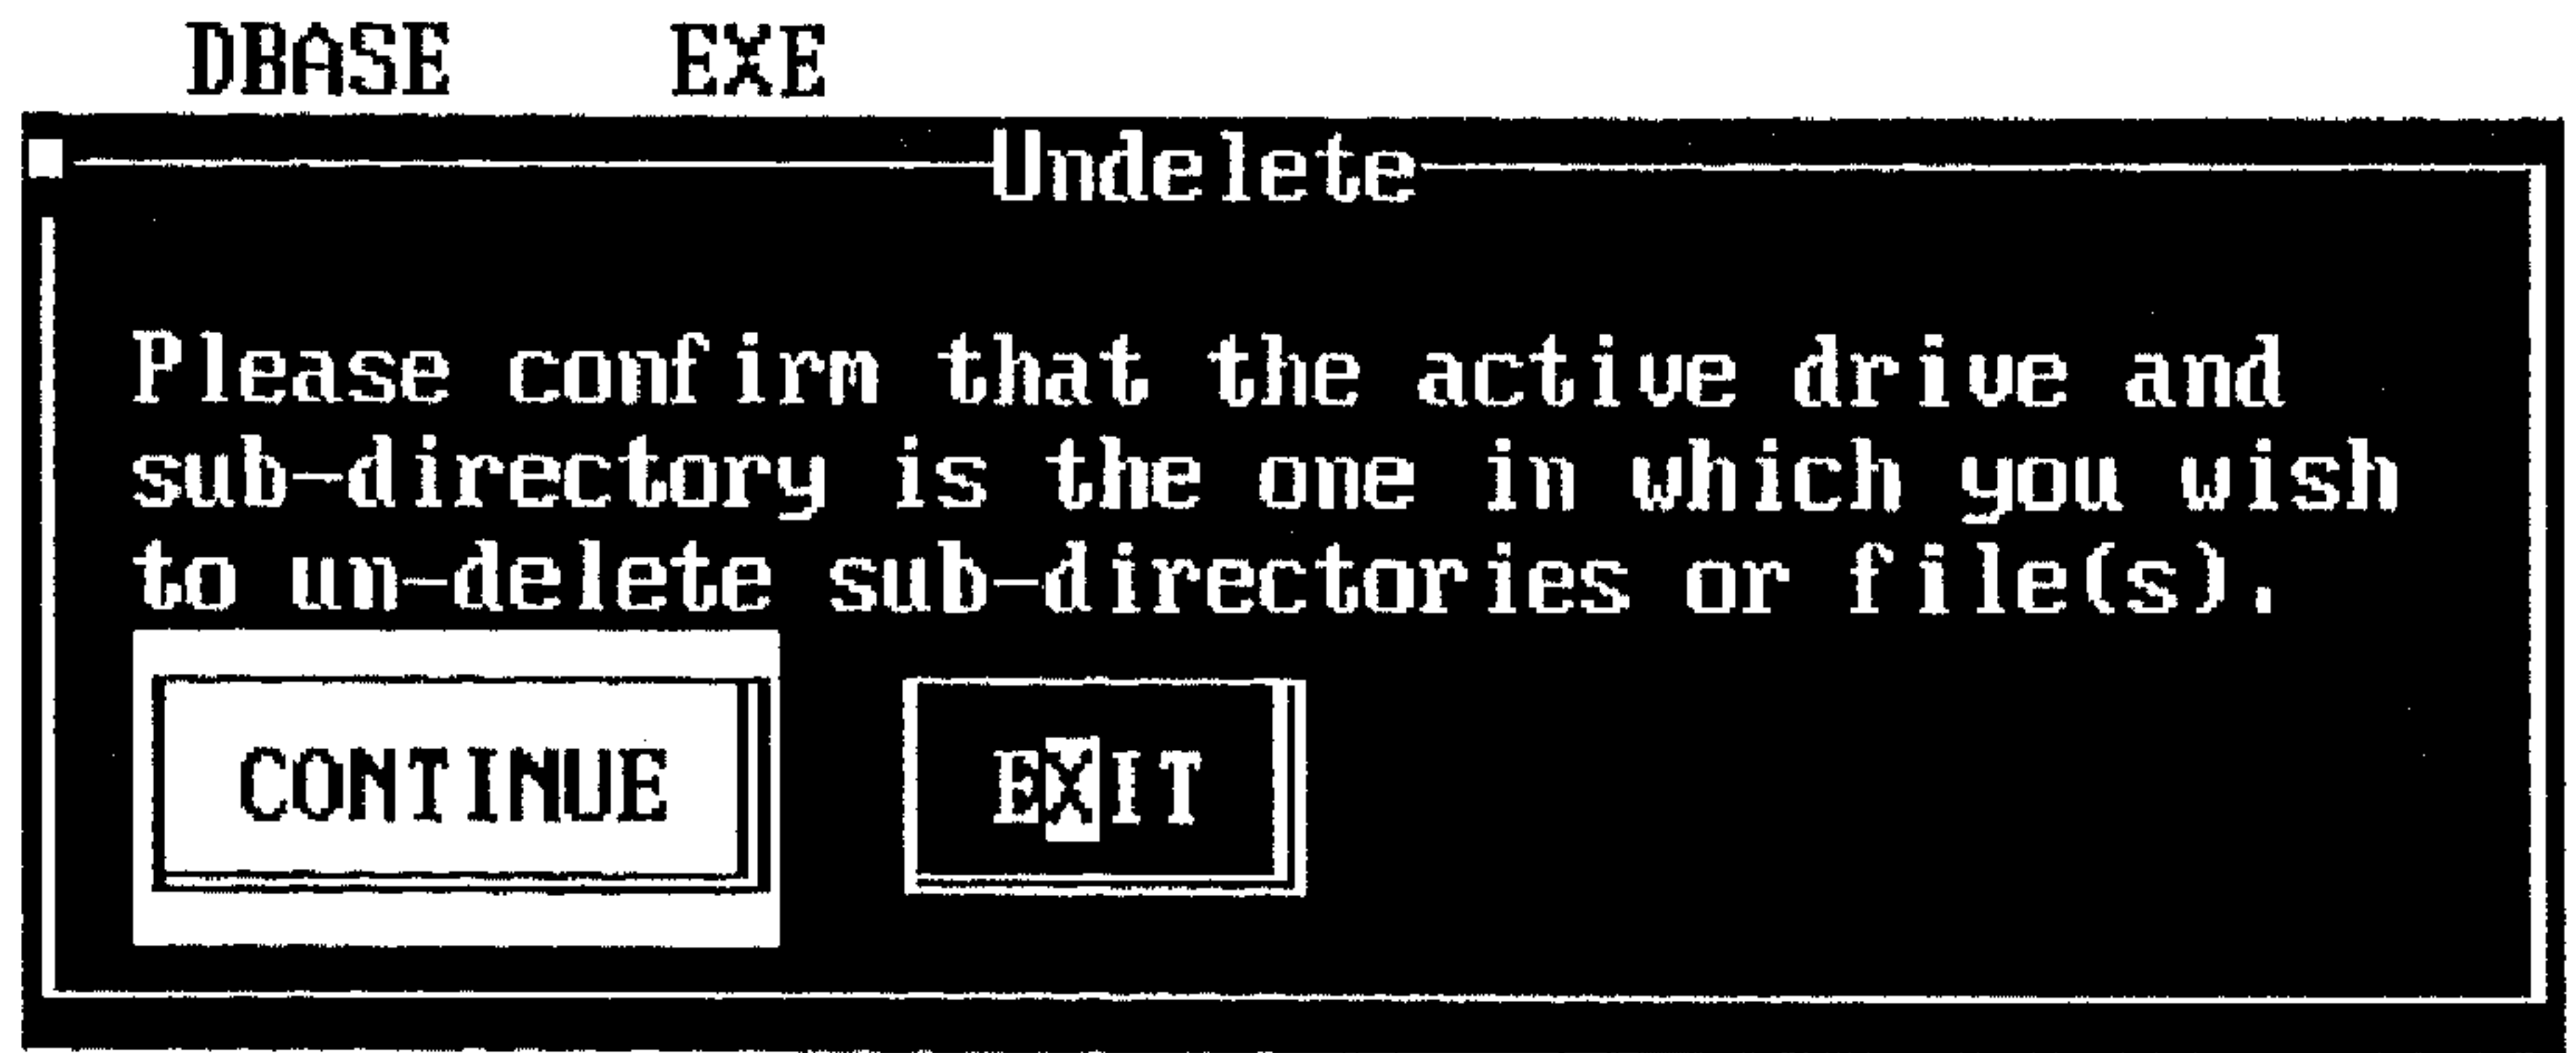 DBASE EXE
Undelete
Please confirm that the active drive and
sub-directory is the one in which you wish
to un-delete sub-directories or file(s).
CONTINUE EXIT